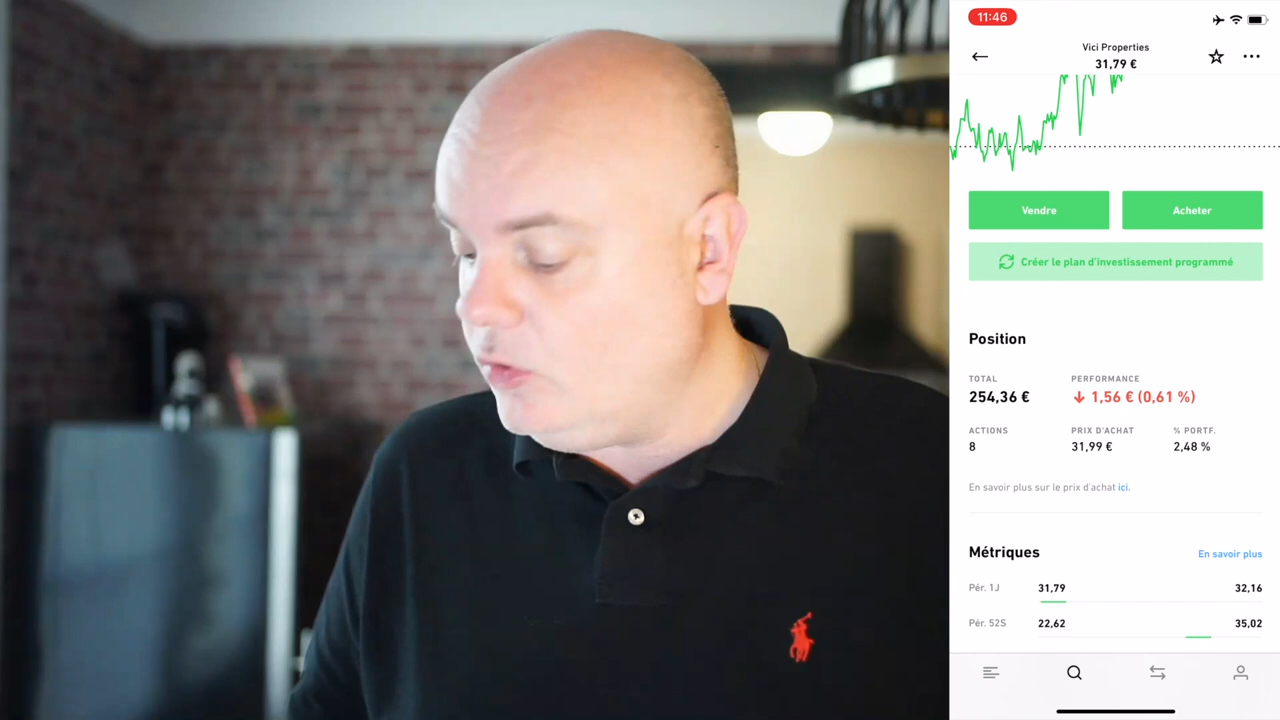 11:46
Vici Properties
31,79 €
Vendre
Acheter
Créer le plan d'investissement programmé
Position
TOTAL
PERFORMANCE
254,36 €
↓ 1,56 € (0,61 %)
ACTIONS
PRIX D'ACHAT
% PORTF.
8
31,99 €
2,48 %
En savoir plus sur le prix d'achat ici.
Métriques
En savoir plus
Pér. 1J
31,79
32,16
Pér. 52S
22,62
35,02